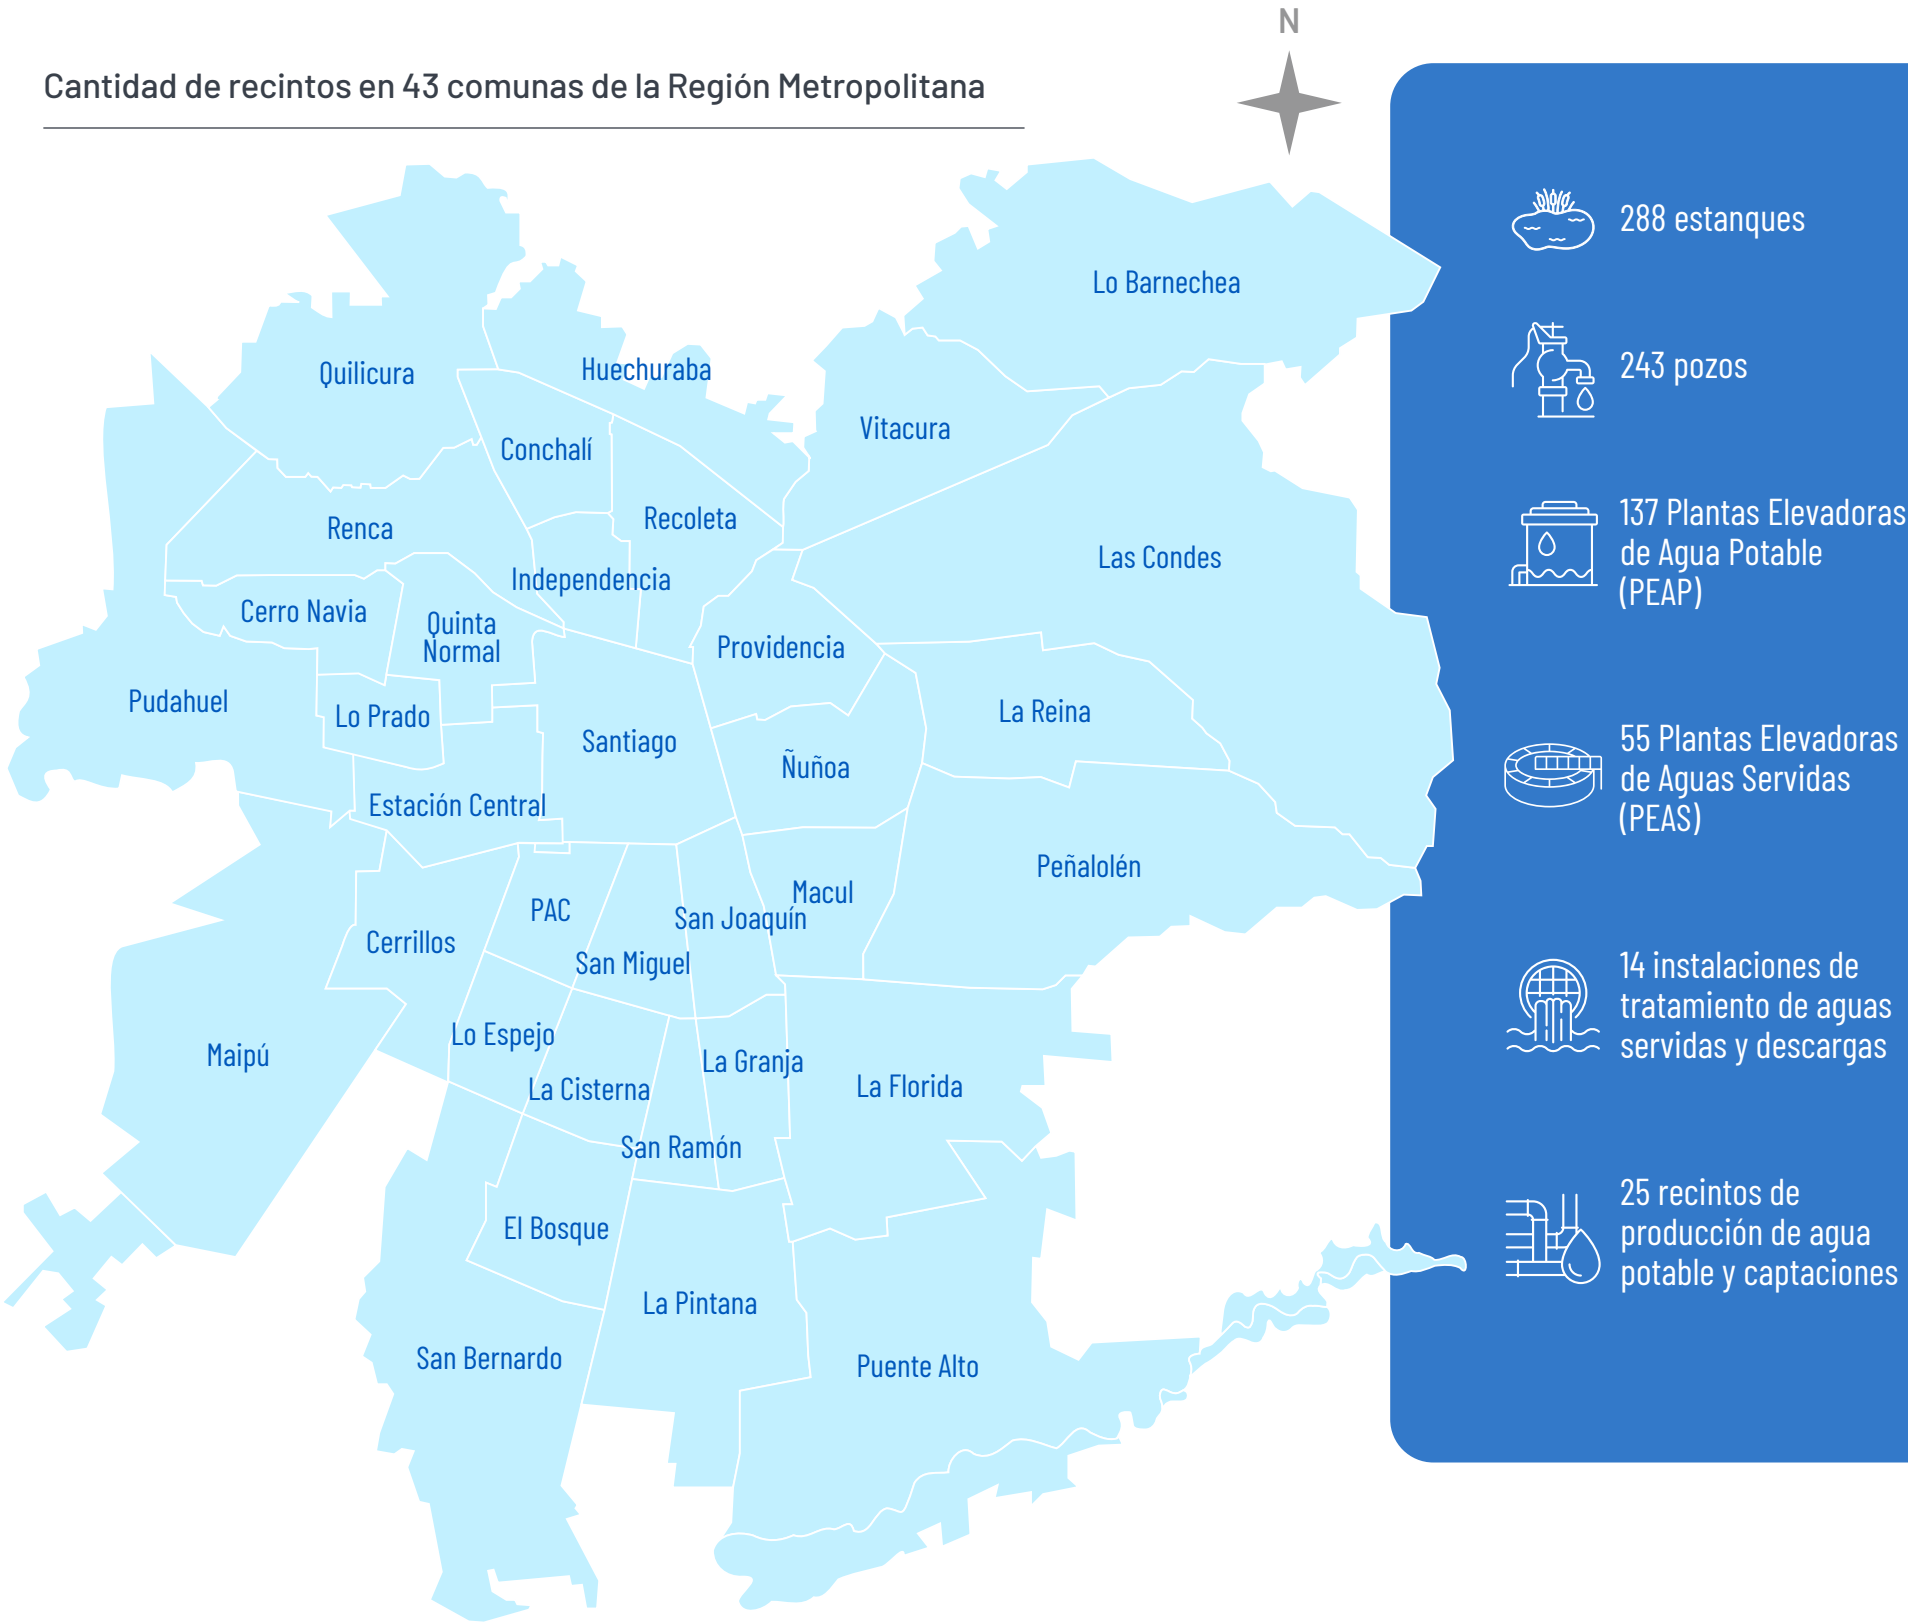 N
Cantidad de recintos en 43 comunas de la Región Metropolitana
Lo Barnechea
Quilicura
Huechuraba
Vitacura
Conchalí
Recoleta
Renca
Las Condes
Independencia
Cerro Navia
Quinta
Normal
Providencia
Pudahuel
Lo Prado
La Reina
Santiago
Ñuñoa
Estación Central
Peñalolén
Macul
PAC
San Joaquín
Cerrillos
San Miguel
Lo Espejo
Maipú
La Granja
La Cisterna
La Florida
San Ramón
El Bosque
La Pintana
San Bernardo
Puente Alto
288 estanques
243 pozos
137 Plantas Elevadoras
de Agua Potable
(PEAP)
55 Plantas Elevadoras
de Aguas Servidas
(PEAS)
14 instalaciones de
tratamiento de aguas
servidas y descargas
25 recintos de
producción de agua
potable y captaciones